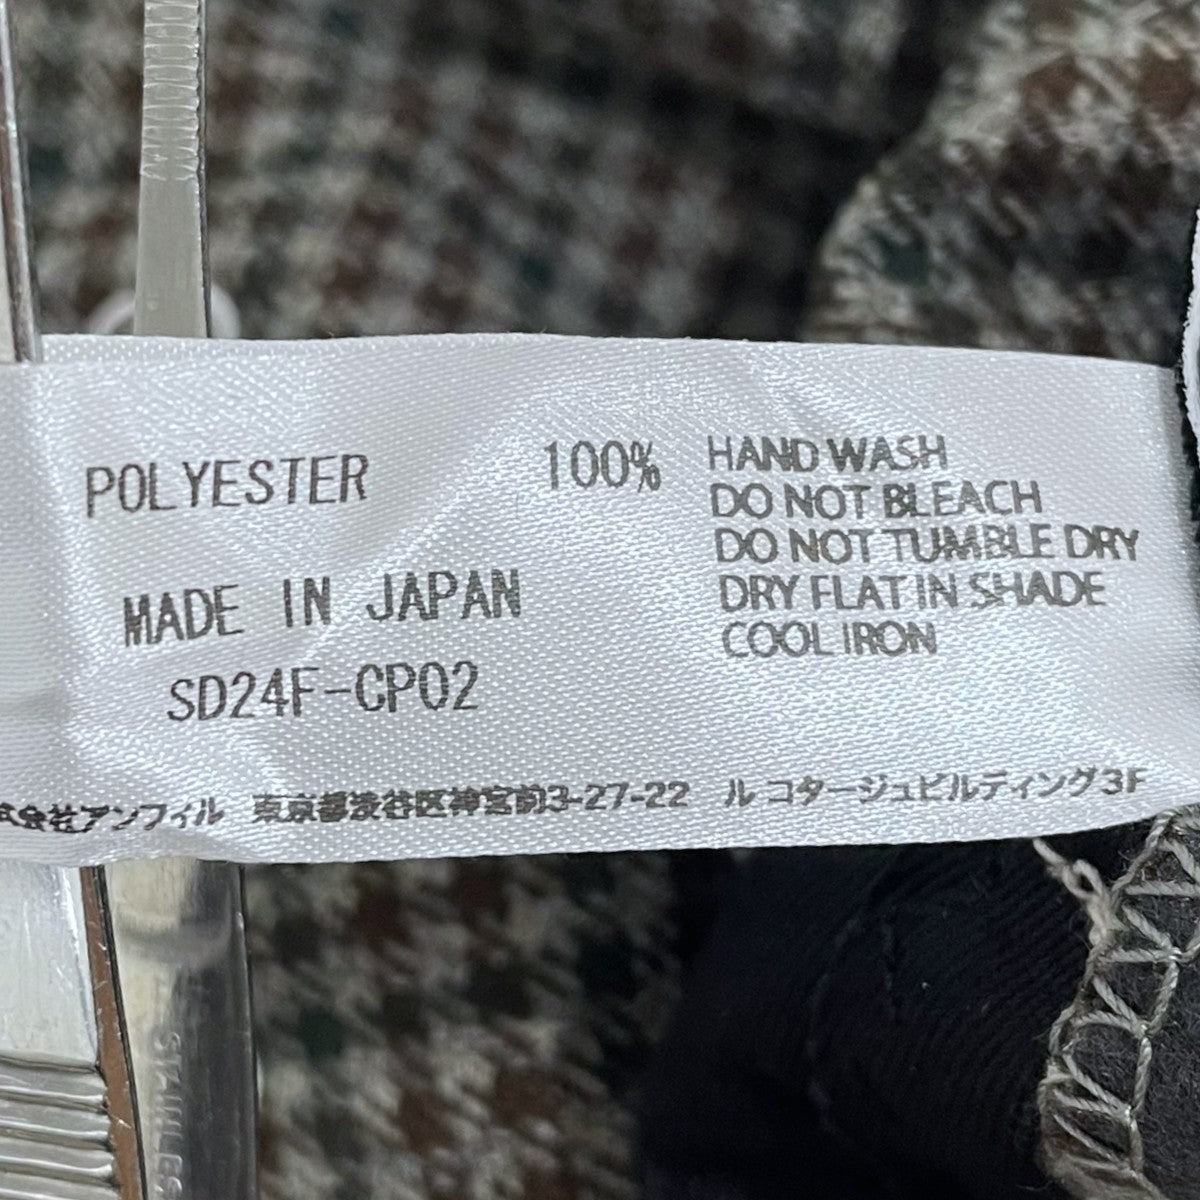 POLYESTER 100%
MADE IN JAPAN
SD24F-CP02
HAND WASH
DO NOT BLEACH
DO NOT TUMBLE DRY
DRY FLAT IN SHADE
COOL IRON
式会社アンフィル 東京都渋谷区神宮前3-27-22 ル コタージュビルディング3F